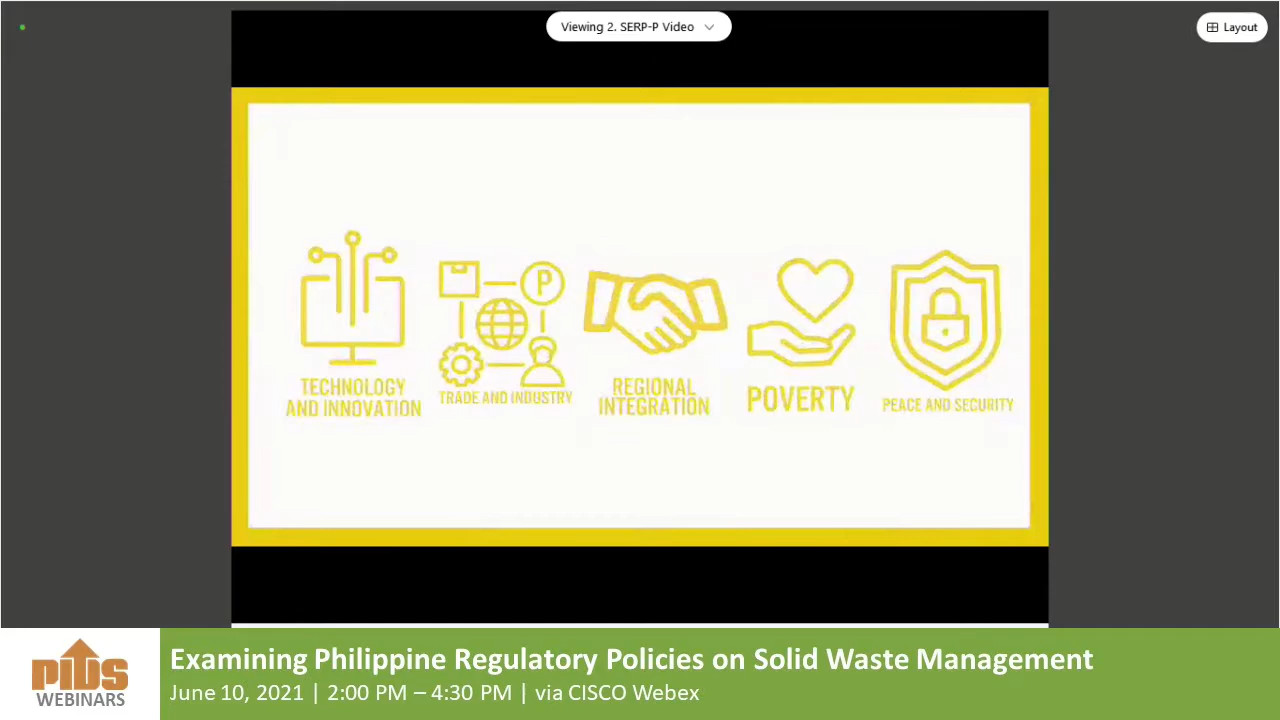 Viewing 2. SERP-P Video
Layout
P
TECHNOLOGY
AND INNOVATION
TRADE AND INDUSTRY
REGIONAL
INTEGRATION
POVERTY
PEACE AND SECURITY
PIDS
WEBINARS
Examining Philippine Regulatory Policies on Solid Waste Management
June 10, 2021 | 2:00 PM – 4:30 PM | via CISCO Webex